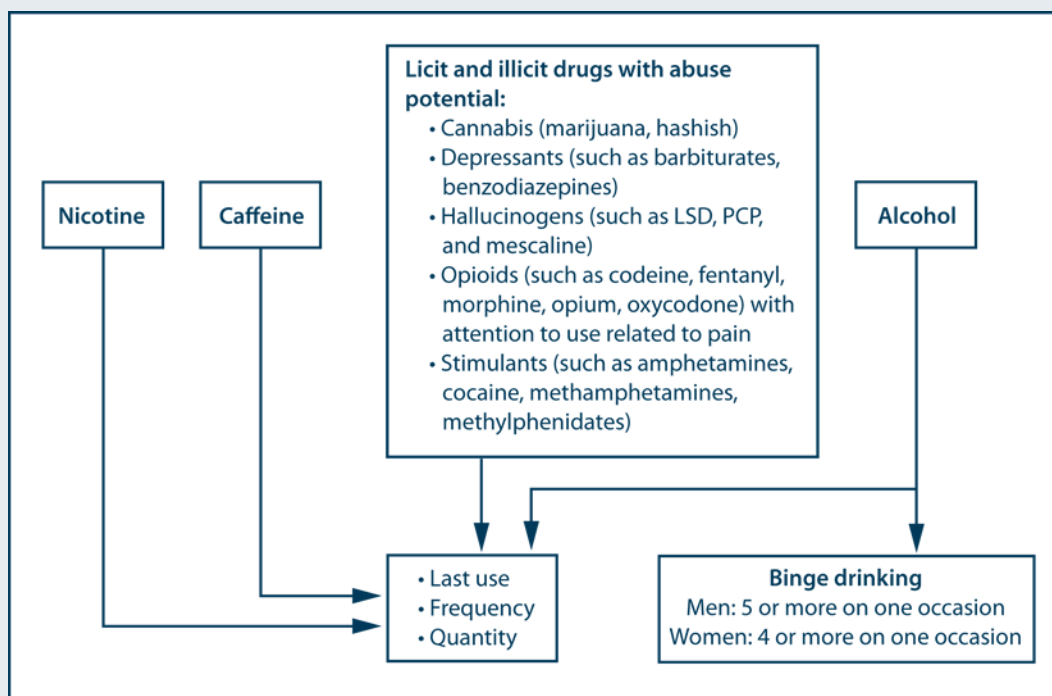 Licit and illicit drugs with abuse
potential:
• Cannabis (marijuana, hashish)
• Depressants (such as barbiturates,
benzodiazepines)
• Hallucinogens (such as LSD, PCP,
and mescaline)
• Opioids (such as codeine, fentanyl,
morphine, opium, oxycodone) with
attention to use related to pain
• Stimulants (such as amphetamines,
cocaine, methamphetamines,
methylphenidates)
Nicotine
Caffeine
Alcohol
• Last use
• Frequency
• Quantity
Binge drinking
Men: 5 or more on one occasion
Women: 4 or more on one occasion